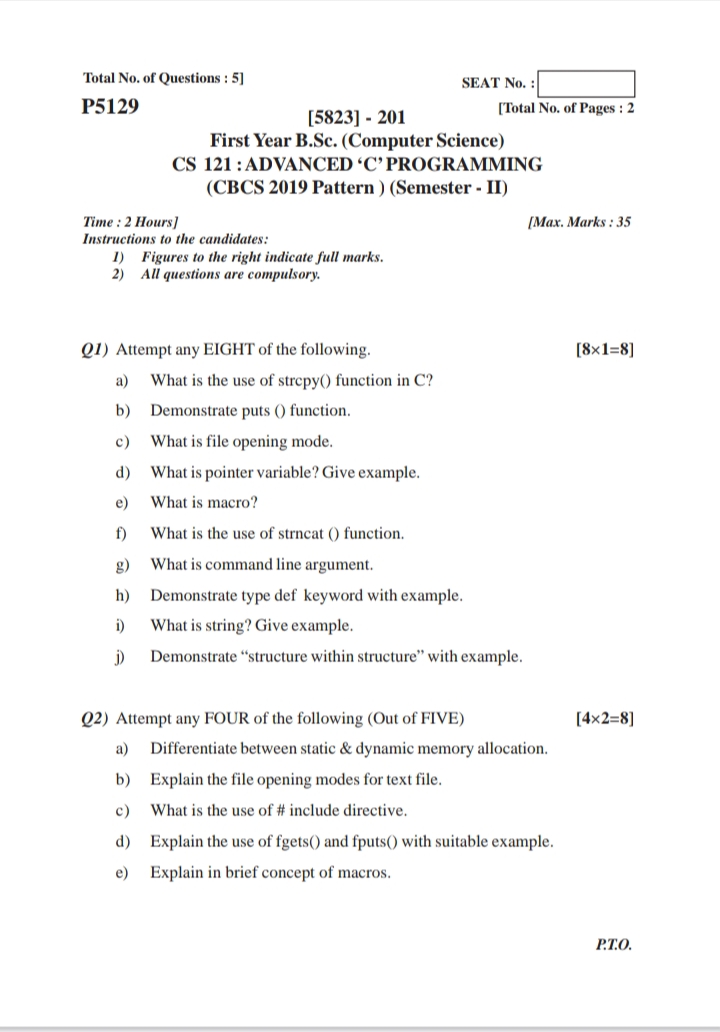 Total No. of Questions : 5]
SEAT No. :
P5129
[Total No. of Pages : 2
[5823] - 201
First Year B.Sc. (Computer Science)
CS 121 : ADVANCED ‘C’ PROGRAMMING
(CBCS 2019 Pattern ) (Semester - II)
Time : 2 Hours]
[Max. Marks : 35
Instructions to the candidates:
1) Figures to the right indicate full marks.
2) All questions are compulsory.
Q1) Attempt any EIGHT of the following. [8×1=8]
a) What is the use of strcpy() function in C?
b) Demonstrate puts () function.
c) What is file opening mode.
d) What is pointer variable? Give example.
e) What is macro?
f) What is the use of strncat () function.
g) What is command line argument.
h) Demonstrate type def keyword with example.
i) What is string? Give example.
j) Demonstrate “structure within structure” with example.
Q2) Attempt any FOUR of the following (Out of FIVE) [4×2=8]
a) Differentiate between static & dynamic memory allocation.
b) Explain the file opening modes for text file.
c) What is the use of # include directive.
d) Explain the use of fgets() and fputs() with suitable example.
e) Explain in brief concept of macros.
P.T.O.